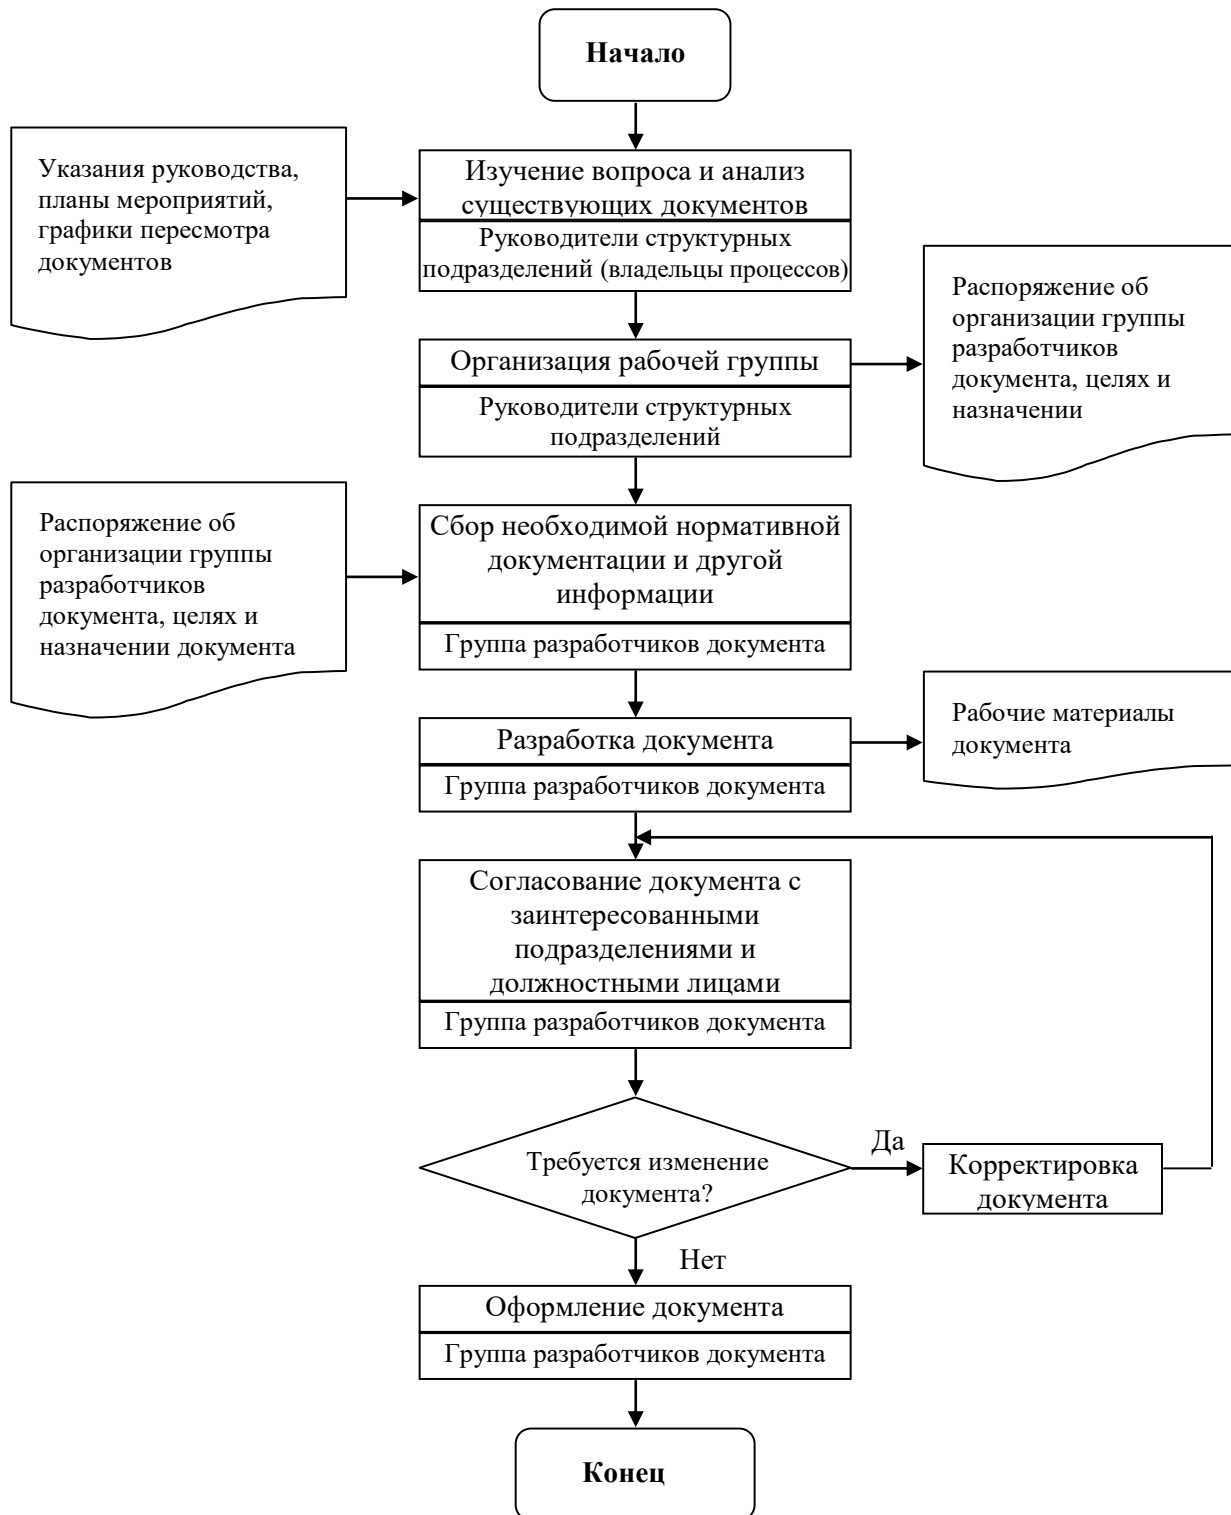 Начало
Указания руководства,
планы мероприятий,
графики пересмотра
документов
Изучение вопроса и анализ
существующих документов
Руководители структурных
подразделений (владельцы процессов)
Организация рабочей группы
Руководители структурных
подразделений
Распоряжение об
организации группы
разработчиков
документа, целях и
назначении
Распоряжение об
организации группы
разработчиков
документа, целях и
назначении документа
Сбор необходимой нормативной
документации и другой
информации
Группа разработчиков документа
Разработка документа
Группа разработчиков документа
Рабочие материалы
документа
Согласование документа с
заинтересованными
подразделениями и
должностными лицами
Группа разработчиков документа
Требуется изменение
документа?
Да
Корректировка
документа
Нет
Оформление документа
Группа разработчиков документа
Конец